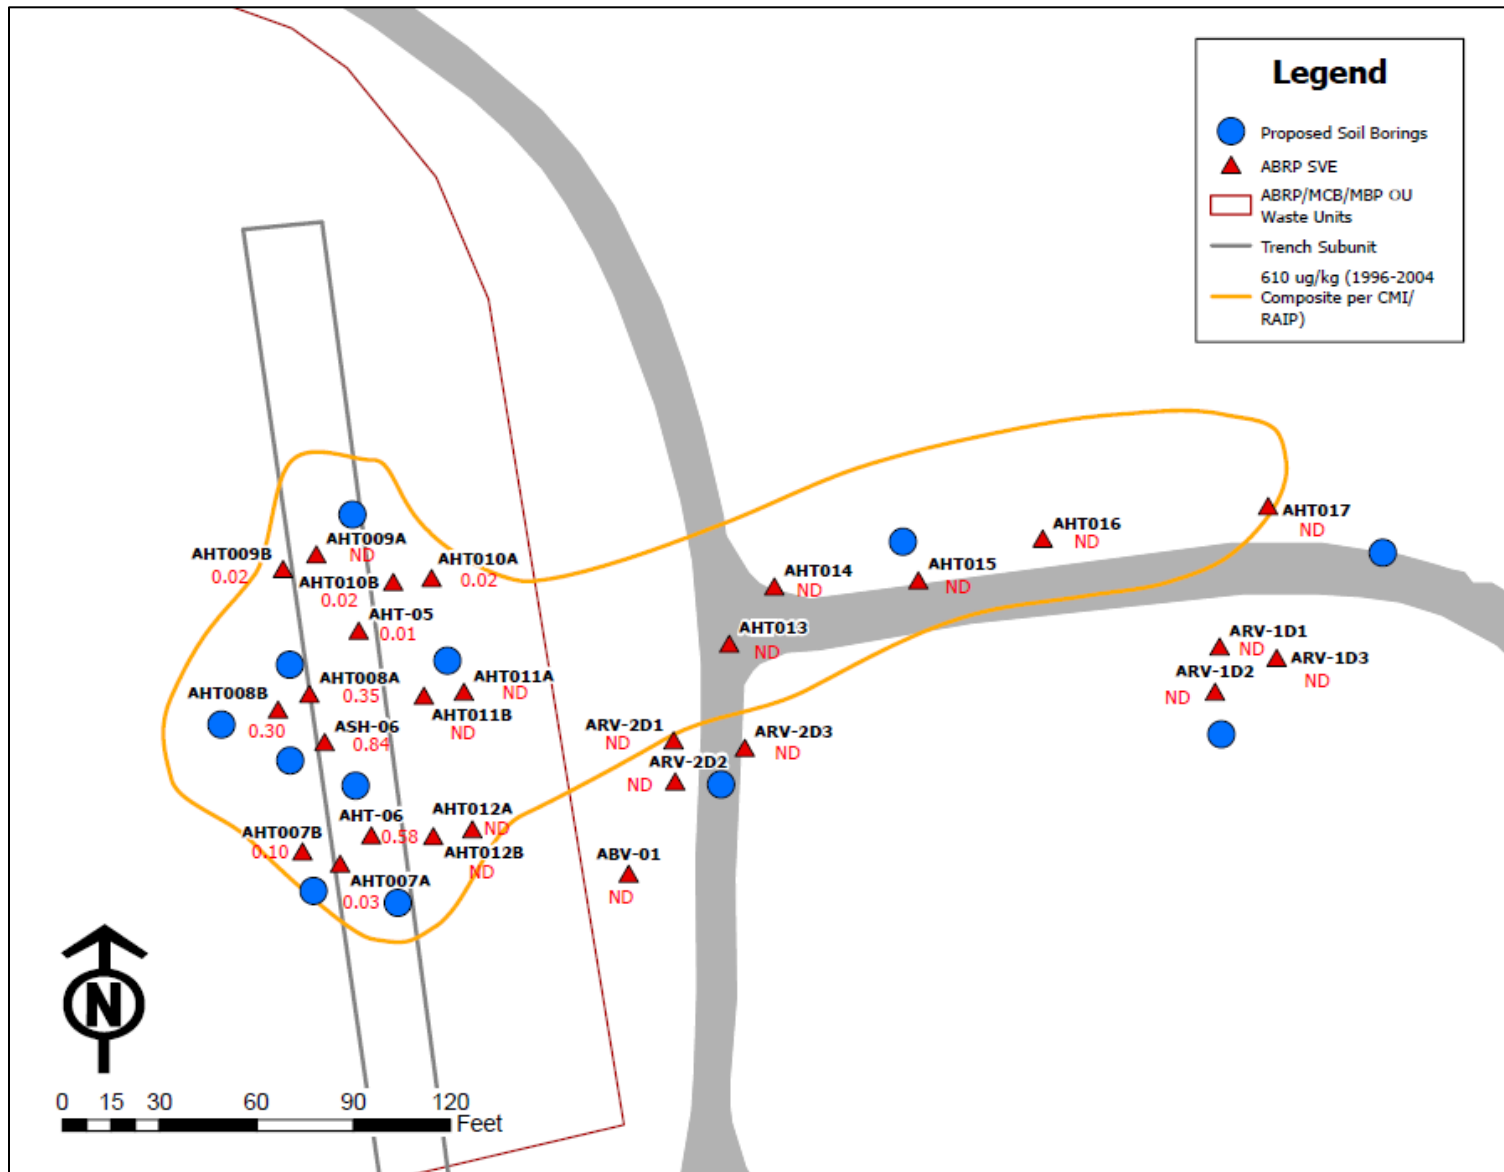 Legend
Proposed Soil Borings
ABRP SVE
ABRP/MCB/MBP OU
Waste Units
Trench Subunit
610 ug/kg (1996-2004
Composite per CMI/
RAIP)
AHT009A
ND
AHT009B
0.02
AHT010A
0.02
AHT010B
0.02
AHT-05
0.01
AHT008A
0.35
AHT008B
0.30
AHT011A
ND
AHT011B
ND
ASH-06
0.84
AHT-06
0.58
AHT012A
ND
AHT012B
ND
AHT007B
0.10
AHT007A
0.03
AHT013
ND
AHT014
ND
AHT015
ND
AHT016
ND
AHT017
ND
ARV-1D1
ND
ARV-1D3
ND
ARV-1D2
ND
ARV-2D1
ND
ARV-2D3
ND
ARV-2D2
ND
ABV-01
ND
N
0 15 30 60 90 120
Feet